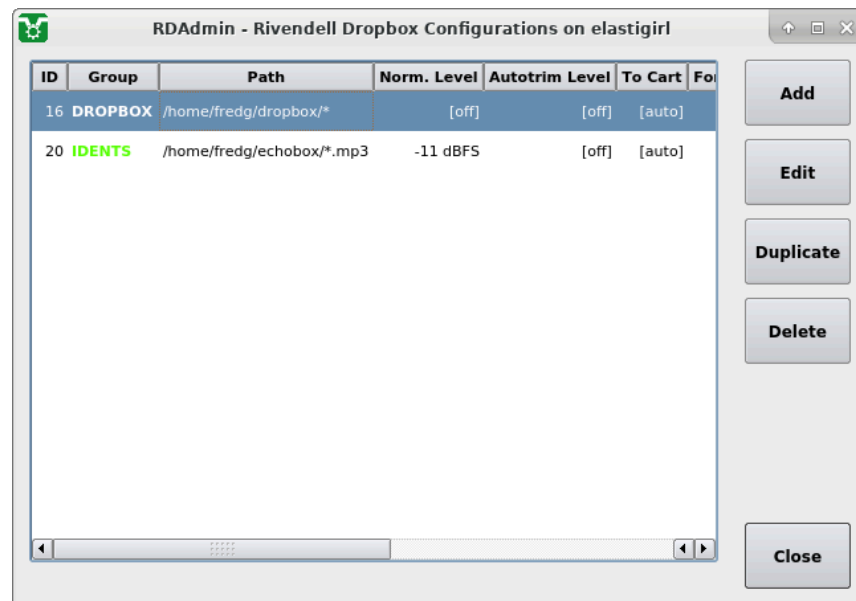 RDAdmin - Rivendell Dropbox Configurations on elastigirl
ID Group Path Norm. Level Autotrim Level To Cart For
16 DROPBOX /home/fredg/dropbox/* [off] [off] [auto]
20 IDENTS /home/fredg/echobox/*.mp3 -11 dBFS [off] [auto]
Add
Edit
Duplicate
Delete
Close